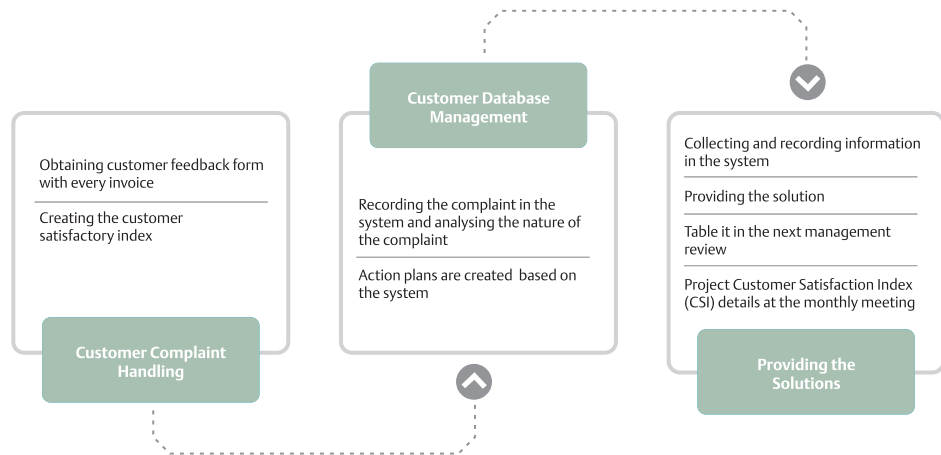 Obtaining customer feedback form
with every invoice
Creating the customer
satisfactory index
Customer Complaint
Handling
Customer Database
Management
Recording the complaint in the
system and analysing the nature of
the complaint
Action plans are created based on
the system
Collecting and recording information
in the system
Providing the solution
Table it in the next management
review
Project Customer Satisfaction Index
(CSI) details at the monthly meeting
Providing the
Solutions